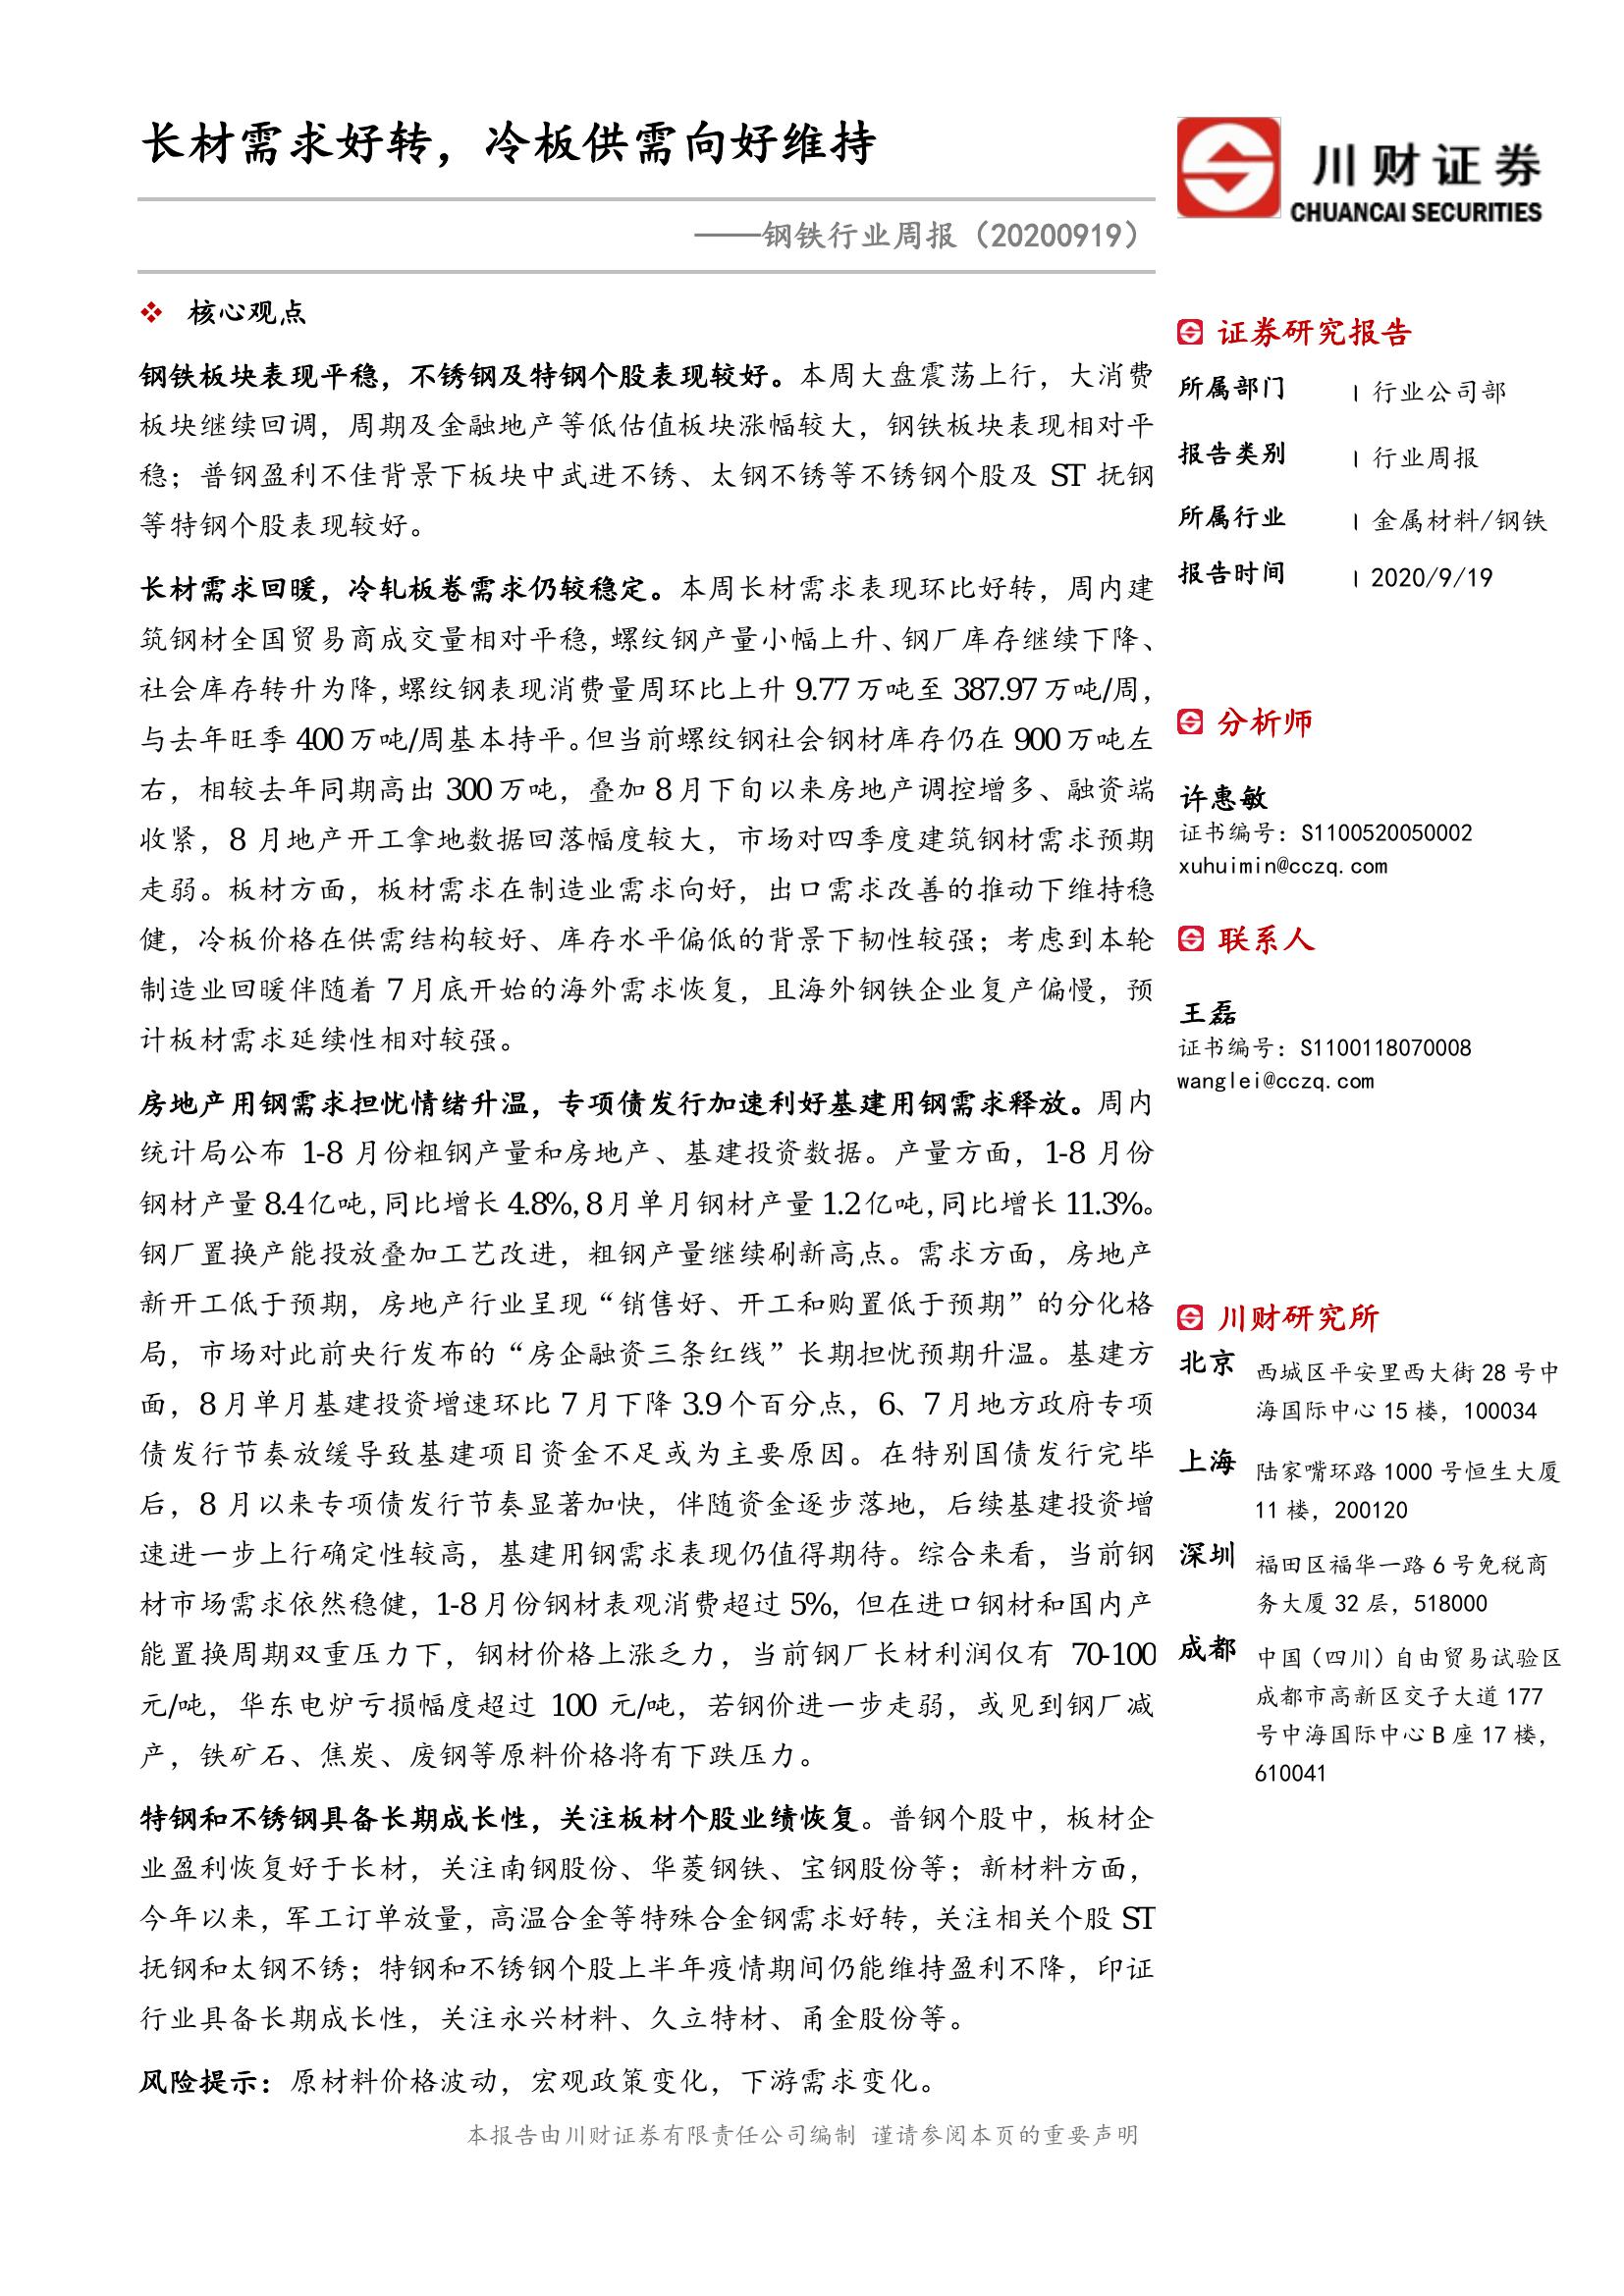 长材需求好转，冷板供需向好维持
——钢铁行业周报（20200919）
❖ 核心观点
钢铁板块表现平稳，不锈钢及特钢个股表现较好。本周大盘震荡上行，大消费
板块继续回调，周期及金融地产等低估值板块涨幅较大，钢铁板块表现相对平
稳；普钢盈利不佳背景下板块中武进不锈、太钢不锈等不锈钢个股及 ST 抚钢
等特钢个股表现较好。
长材需求回暖，冷轧板卷需求仍较稳定。本周长材需求表现环比好转，周内建
筑钢材全国贸易商成交量相对平稳，螺纹钢产量小幅上升、钢厂库存继续下降、
社会库存转升为降，螺纹钢表现消费量周环比上升 9.77 万吨至 387.97 万吨/周，
与去年旺季 400 万吨/周基本持平。但当前螺纹钢社会钢材库存仍在 900 万吨左
右，相较去年同期高出 300 万吨，叠加 8 月下旬以来房地产调控增多、融资端
收紧，8 月地产开工拿地数据回落幅度较大，市场对四季度建筑钢材需求预期
走弱。板材方面，板材需求在制造业需求向好，出口需求改善的推动下维持稳
健，冷板价格在供需结构较好、库存水平偏低的背景下韧性较强；考虑到本轮
制造业回暖伴随着 7 月底开始的海外需求恢复，且海外钢铁企业复产偏慢，预
计板材需求延续性相对较强。
房地产用钢需求担忧情绪升温，专项债发行加速利好基建用钢需求释放。周内
统计局公布 1-8 月份粗钢产量和房地产、基建投资数据。产量方面，1-8 月份
钢材产量 8.4 亿吨，同比增长 4.8%，8 月单月钢材产量 1.2 亿吨，同比增长 11.3%。
钢厂置换产能投放叠加工艺改进，粗钢产量继续刷新高点。需求方面，房地产
新开工低于预期，房地产行业呈现“销售好、开工和购置低于预期”的分化格
局，市场对此前央行发布的“房企融资三条红线”长期担忧预期升温。基建方
面，8 月单月基建投资增速环比 7 月下降 3.9 个百分点，6、7 月地方政府专项
债发行节奏放缓导致基建项目资金不足或为主要原因。在特别国债发行完毕
后，8 月以来专项债发行节奏显著加快，伴随资金逐步落地，后续基建投资增
速进一步上行确定性较高，基建用钢需求表现仍值得期待。综合来看，当前钢
材市场需求依然稳健，1-8 月份钢材表观消费超过 5%，但在进口钢材和国内产
能置换周期双重压力下，钢材价格上涨乏力，当前钢厂长材利润仅有 70-100
元/吨，华东电炉亏损幅度超过 100 元/吨，若钢价进一步走弱，或见到钢厂减
产，铁矿石、焦炭、废钢等原料价格将有下跌压力。
特钢和不锈钢具备长期成长性，关注板材个股业绩恢复。普钢个股中，板材企
业盈利恢复好于长材，关注南钢股份、华菱钢铁、宝钢股份等；新材料方面，
今年以来，军工订单放量，高温合金等特殊合金钢需求好转，关注相关个股 ST
抚钢和太钢不锈；特钢和不锈钢个股上半年疫情期间仍能维持盈利不降，印证
行业具备长期成长性，关注永兴材料、久立特材、甬金股份等。
风险提示：原材料价格波动，宏观政策变化，下游需求变化。
川财证券
CHUANCAI SECURITIES
证券研究报告
所属部门 | 行业公司部
报告类别 | 行业周报
所属行业 | 金属材料/钢铁
报告时间 | 2020/9/19
分析师
许惠敏
证书编号：S1100520050002
xuhuimin@cczq.com
联系人
王磊
证书编号：S1100118070008
wanglei@cczq.com
川财研究所
北京 西城区平安里西大街 28 号中
海国际中心 15 楼，100034
上海 陆家嘴环路 1000 号恒生大厦
11 楼，200120
深圳 福田区福华一路 6 号免税商
务大厦 32 层，518000
成都 中国（四川）自由贸易试验区
成都市高新区交子大道 177
号中海国际中心 B 座 17 楼，
610041
本报告由川财证券有限责任公司编制 谨请参阅本页的重要声明